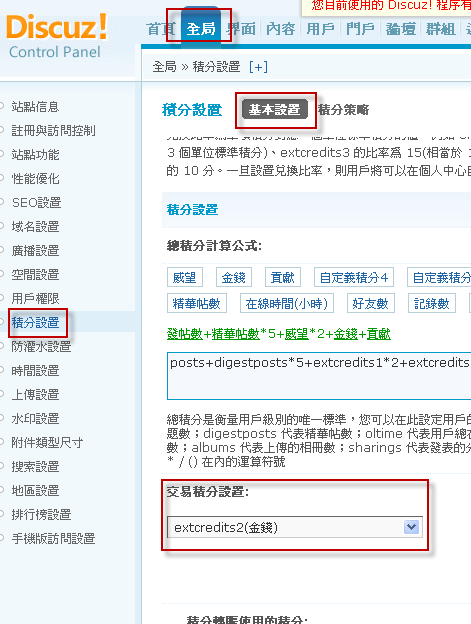 您目前使用的 Discuz! 程序有
Discuz!
Control Panel
首頁 全局 界面 內容 用戶 門戶 論壇 群組
全局 » 積分設置 [+]
站點信息
註冊與訪問控制
站點功能
性能優化
SEO設置
域名設置
廣播設置
空間設置
用戶權限
積分設置
防灌水設置
時間設置
上傳設置
水印設置
附件類型尺寸
搜索設置
地區設置
排行榜設置
手機版訪問設置
積分設置 基本設置 積分策略
3 個單位標準積分)、extcredits3 的比率爲 15(相當於
的 10 分。一旦設置兌換比率，則用戶將可以在個人中心自
積分設置
總積分計算公式:
威望 金錢 貢獻 自定義積分4 自定義積分
精華帖數 在線時間(小時) 好友數 記錄數
發帖數+精華帖數*5+威望*2+金錢+貢獻
posts+digestposts*5+extcredits1*2+extcredits
總積分是衡量用戶級別的唯一標準，您可以在此設定用戶的
題數；digestposts 代表精華帖數；oltime 代表用戶總在
數；albums 代表上傳的相冊數；sharings 代表發表的分
* / () 在內的運算符號
交易積分設置:
extcredits2(金錢)
積分轉賬使用的積分: